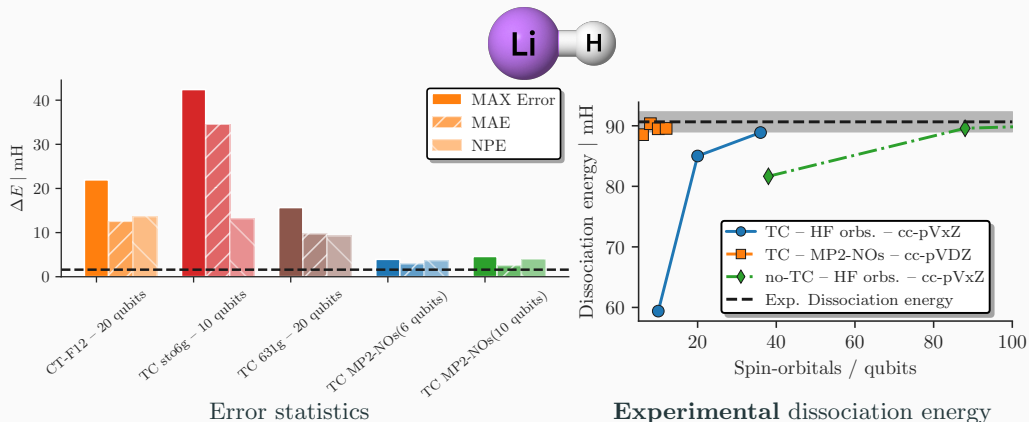 Li
H
ΔE | mH
40
30
20
10
0
MAX Error
MAE
NPE
CT-F12 – 20 qubits
TC sto6g – 10 qubits
TC 631g – 20 qubits
TC MP2-NOs(6 qubits)
TC MP2-NOs(10 qubits)
Error statistics
Dissociation energy | mH
90
80
70
60
TC – HF orbs. – cc-pVxZ
TC – MP2-NOs – cc-pVDZ
no-TC – HF orbs. – cc-pVxZ
Exp. Dissociation energy
20
40
60
80
100
Spin-orbitals / qubits
Experimental dissociation energy